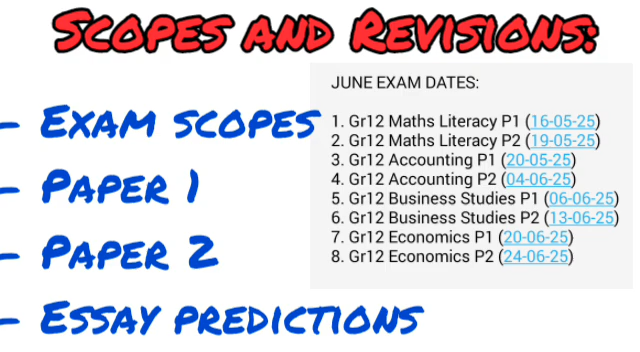 SCOPES AND REVISIONS:
- EXAM SCOPES
- PAPER 1
- PAPER 2
- ESSAY PREDICTIONS
JUNE EXAM DATES:
1. Gr12 Maths Literacy P1 (16-05-25)
2. Gr12 Maths Literacy P2 (19-05-25)
3. Gr12 Accounting P1 (20-05-25)
4. Gr12 Accounting P2 (04-06-25)
5. Gr12 Business Studies P1 (06-06-25)
6. Gr12 Business Studies P2 (13-06-25)
7. Gr12 Economics P1 (20-06-25)
8. Gr12 Economics P2 (24-06-25)